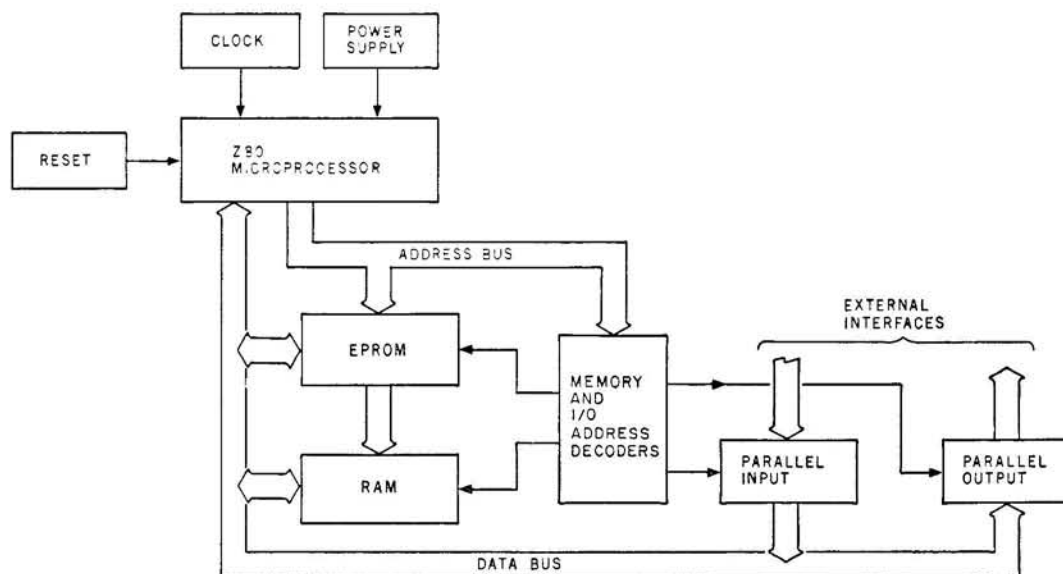 CLOCK
POWER
SUPPLY
RESET
Z80
MICROPROCESSOR
ADDRESS BUS
EXTERNAL
INTERFACES
EPROM
MEMORY
AND
I/O
ADDRESS
DECODERS
PARALLEL
INPUT
PARALLEL
OUTPUT
RAM
DATA BUS